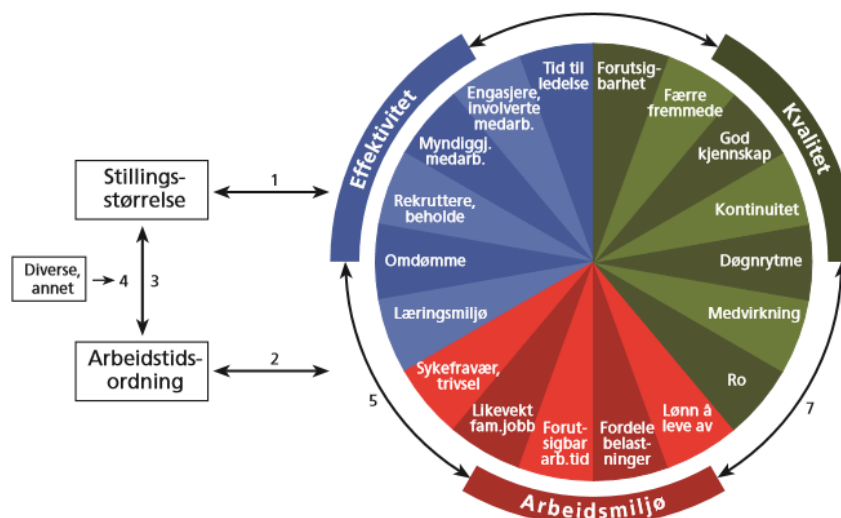 Stillings-
størrelse
Diverse,
annet
Arbeidstids-
ordning
1
4
3
2
5
7
Effektivitet
Kvalitet
Arbeidsmiljø
Tid til
ledelse
Engasjere,
involverte
medarb.
Myndiggj.
medarb.
Rekruttere,
beholde
Omdømme
Læringsmiljø
Forutsig-
barhet
Færre
fremmede
God
kjennskap
Kontinuitet
Døgnrytme
Medvirkning
Ro
Sykefravær,
trivsel
Likevekt
fam.jobb
Forut-
sigbar
arb.tid
Fordele
belast-
ninger
Lønn å
leve av